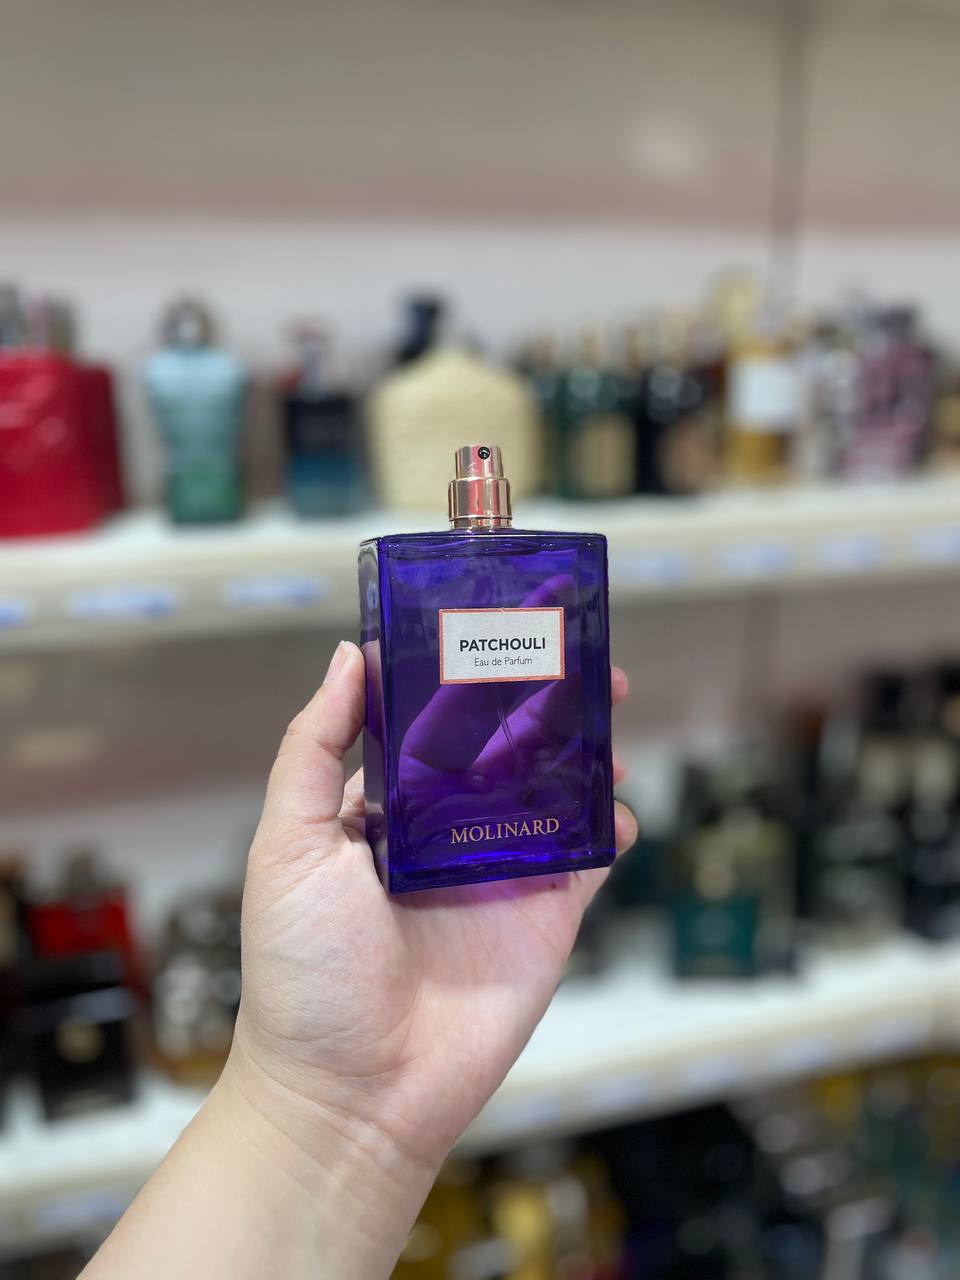 PATCHOULI
Eau de Parfum
MOLINARD